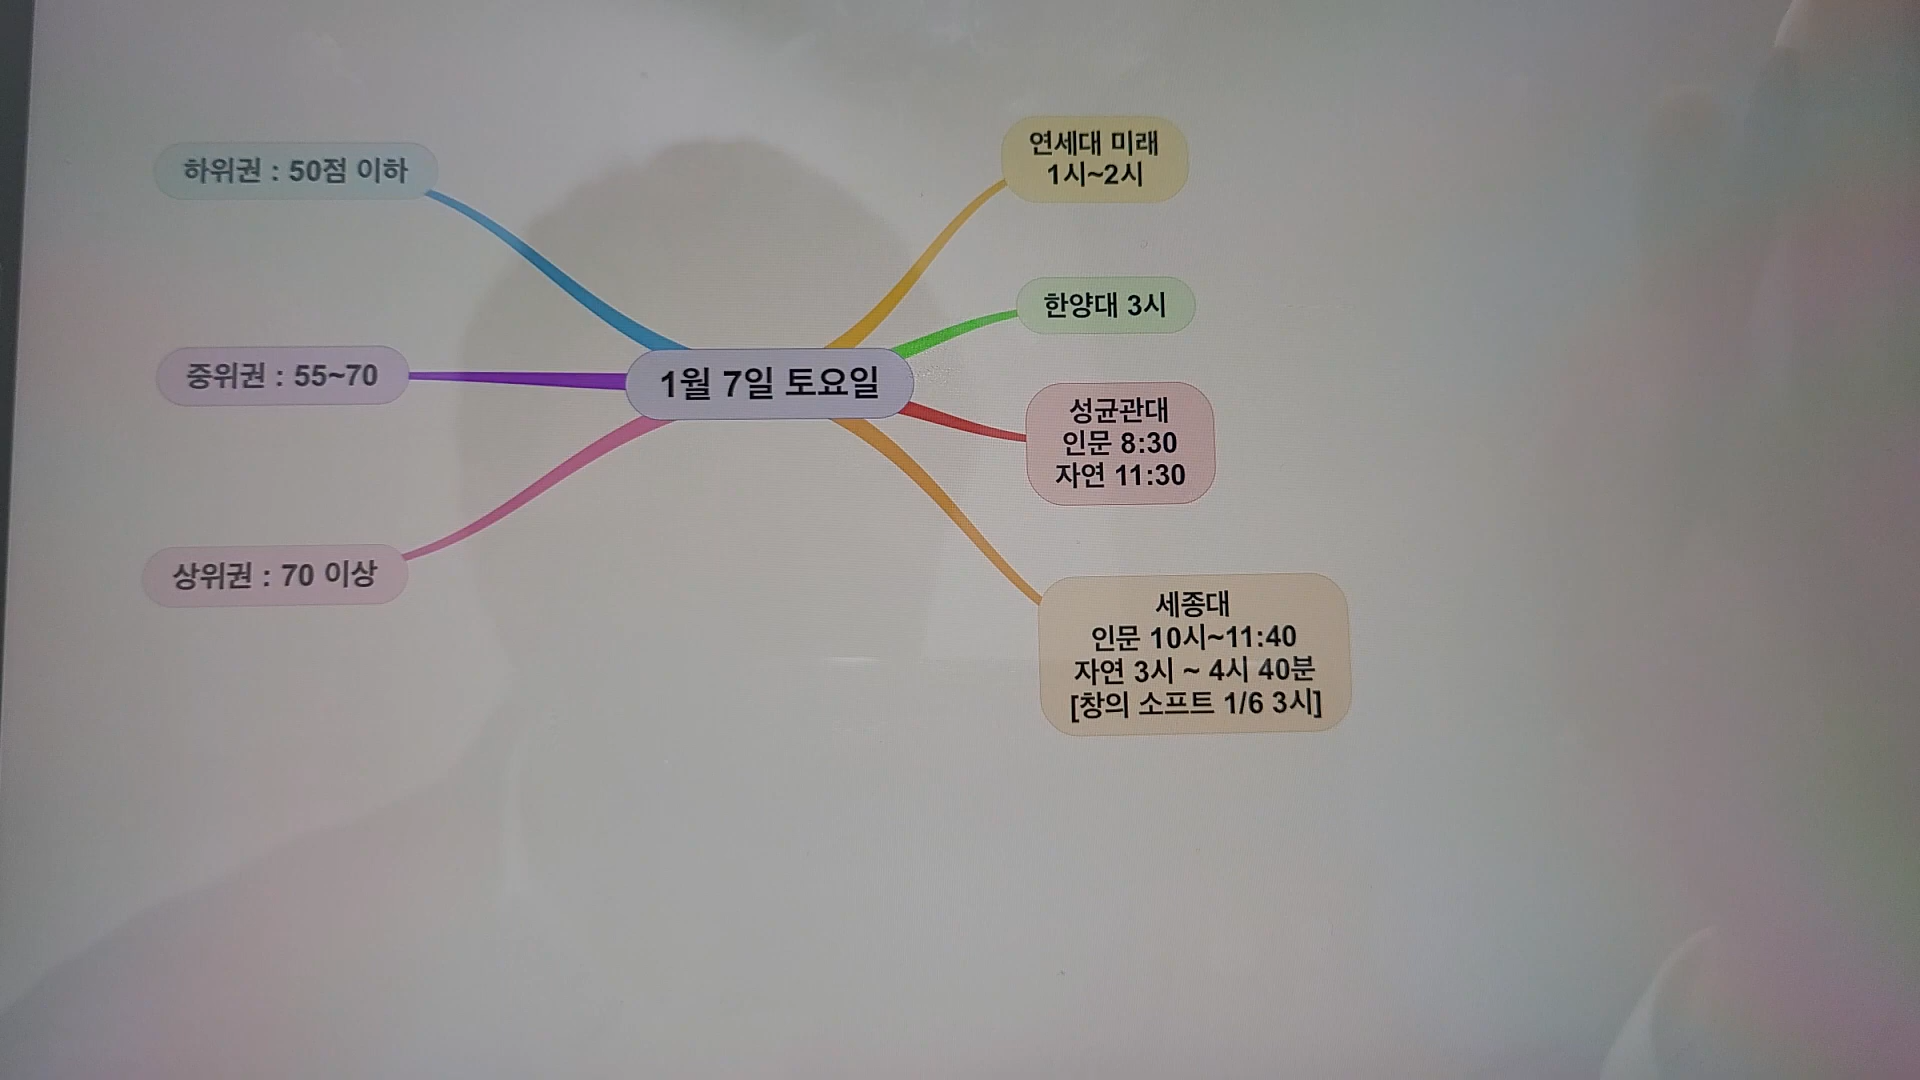 하위권 : 50점 이하
중위권 : 55~70
상위권 : 70 이상
1월 7일 토요일
연세대 미래
1시~2시
한양대 3시
성균관대
인문 8:30
자연 11:30
세종대
인문 10시~11:40
자연 3시 ~ 4시 40분
[창의 소프트 1/6 3시]